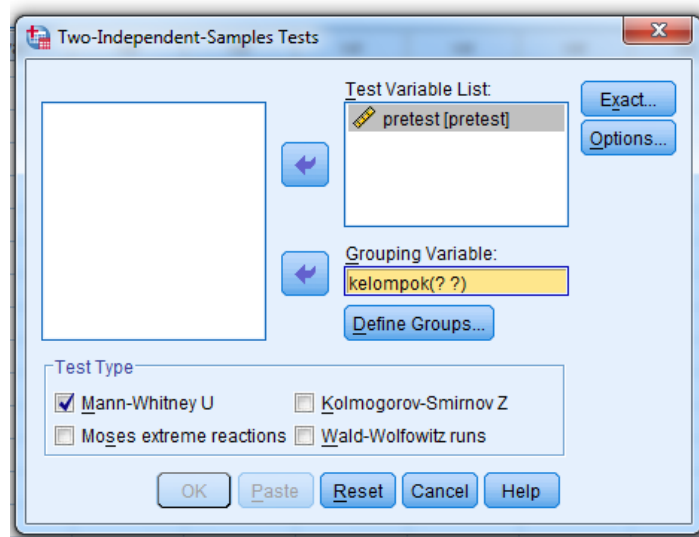 Two-Independent-Samples Tests
Test Variable List:
pretest [pretest]
Exact...
Options...
Grouping Variable:
kelompok(? ?)
Define Groups...
Test Type
Mann-Whitney U
Kolmogorov-Smirnov Z
Moses extreme reactions
Wald-Wolfowitz runs
OK
Paste
Reset
Cancel
Help